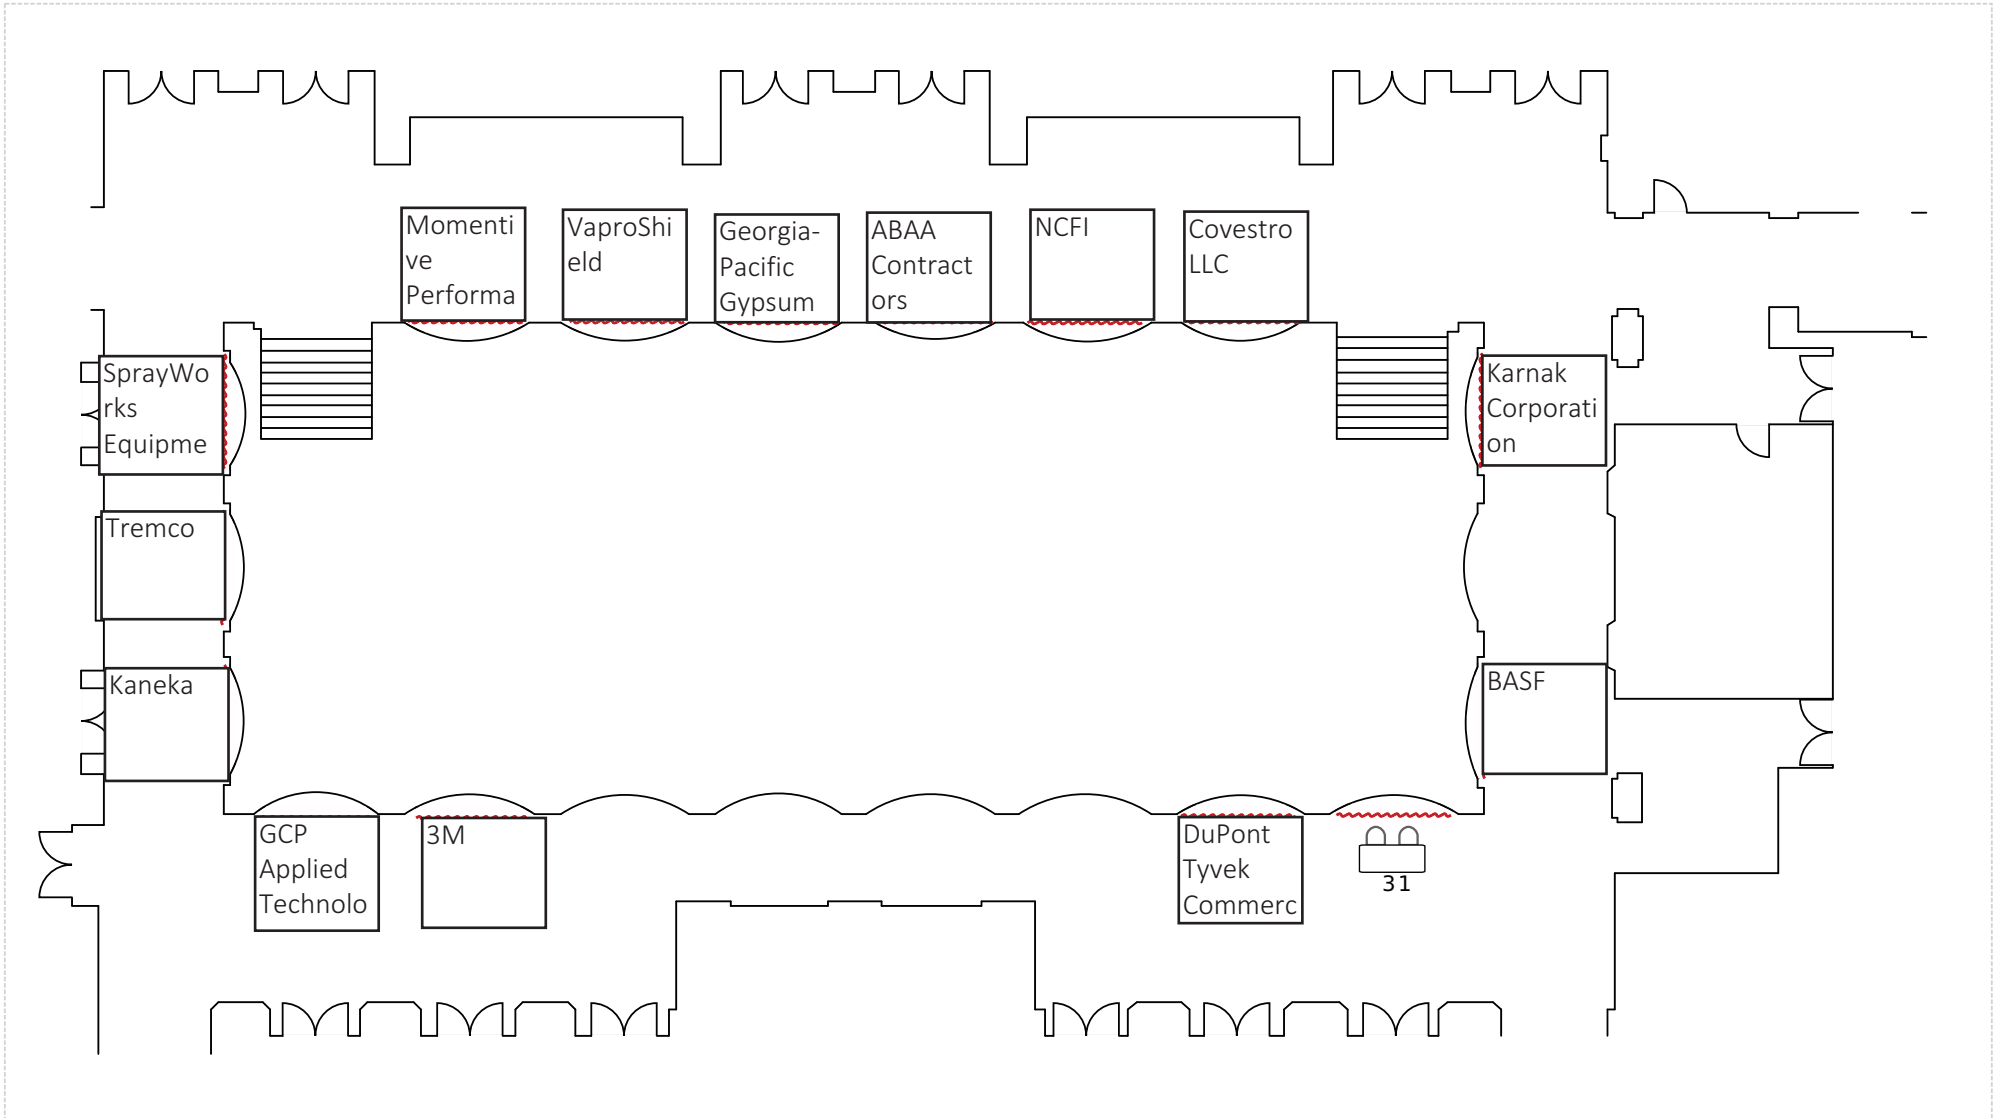 Momenti
ve
Performa
VaproShi
eld
Georgia-
Pacific
Gypsum
ABAA
Contract
ors
NCFI
Covestro
LLC
SprayWo
rks
Equipme
Karnak
Corporati
on
Tremco
Kaneka
BASF
GCP
Applied
Technolo
3M
DuPont
Tyvek
Commerc
31